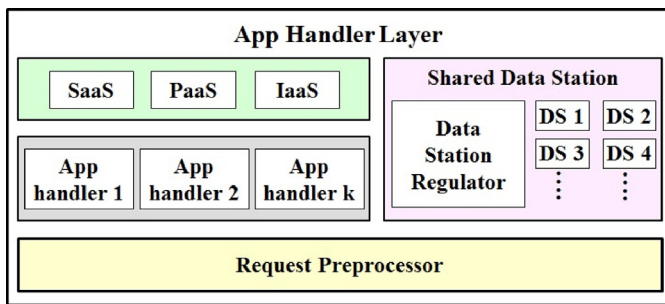 App Handler Layer
SaaS
PaaS
IaaS
App
handler 1
App
handler 2
App
handler k
Shared Data Station
Data
Station
Regulator
DS 1
DS 2
DS 3
DS 4
Request Preprocessor